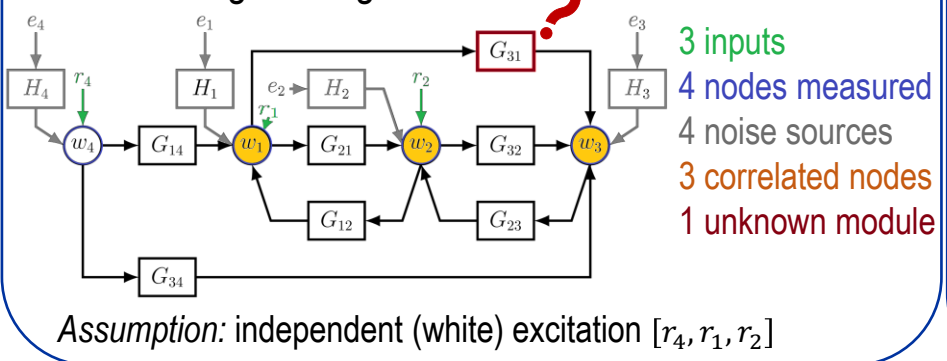 e₄ e₁ e₃
? G₃₁
3 inputs
H₄ r₄ H₁ e₂ H₂ r₂ H₃
4 nodes measured
r₁
4 noise sources
w₄ G₁₄ w₁ G₂₁ w₂ G₃₂ w₃
3 correlated nodes
G₁₂ G₂₃
1 unknown module
G₃₄
Assumption: independent (white) excitation [r₄, r₁, r₂]